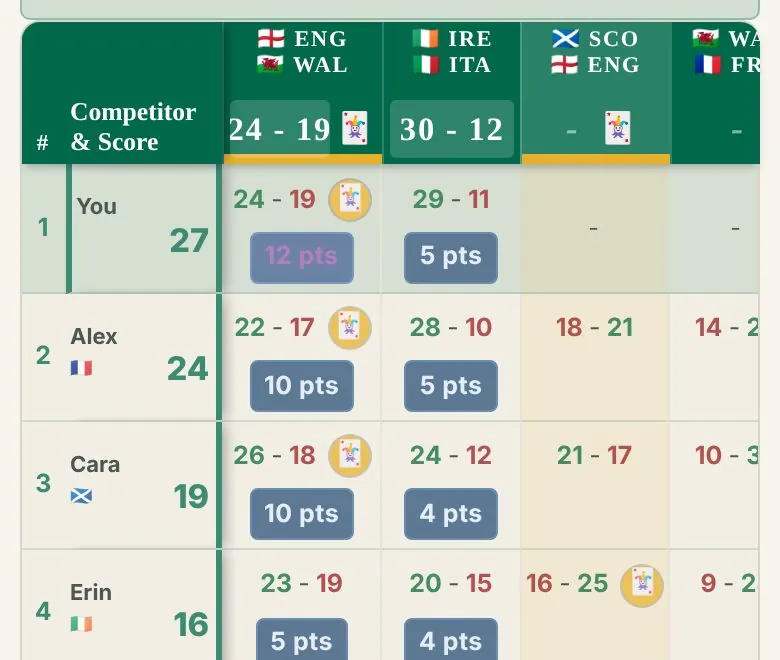 ENG IRE SCO WA
WAL ITA ENG FR
# Competitor & Score 24 - 19 30 - 12 - -
1 You 27 24 - 19 29 - 11 - -
12 pts 5 pts
2 Alex 24 22 - 17 28 - 10 18 - 21 14 - 2
10 pts 5 pts
3 Cara 19 26 - 18 24 - 12 21 - 17 10 - 3
10 pts 4 pts
4 Erin 16 23 - 19 20 - 15 16 - 25 9 - 2
5 pts 4 pts